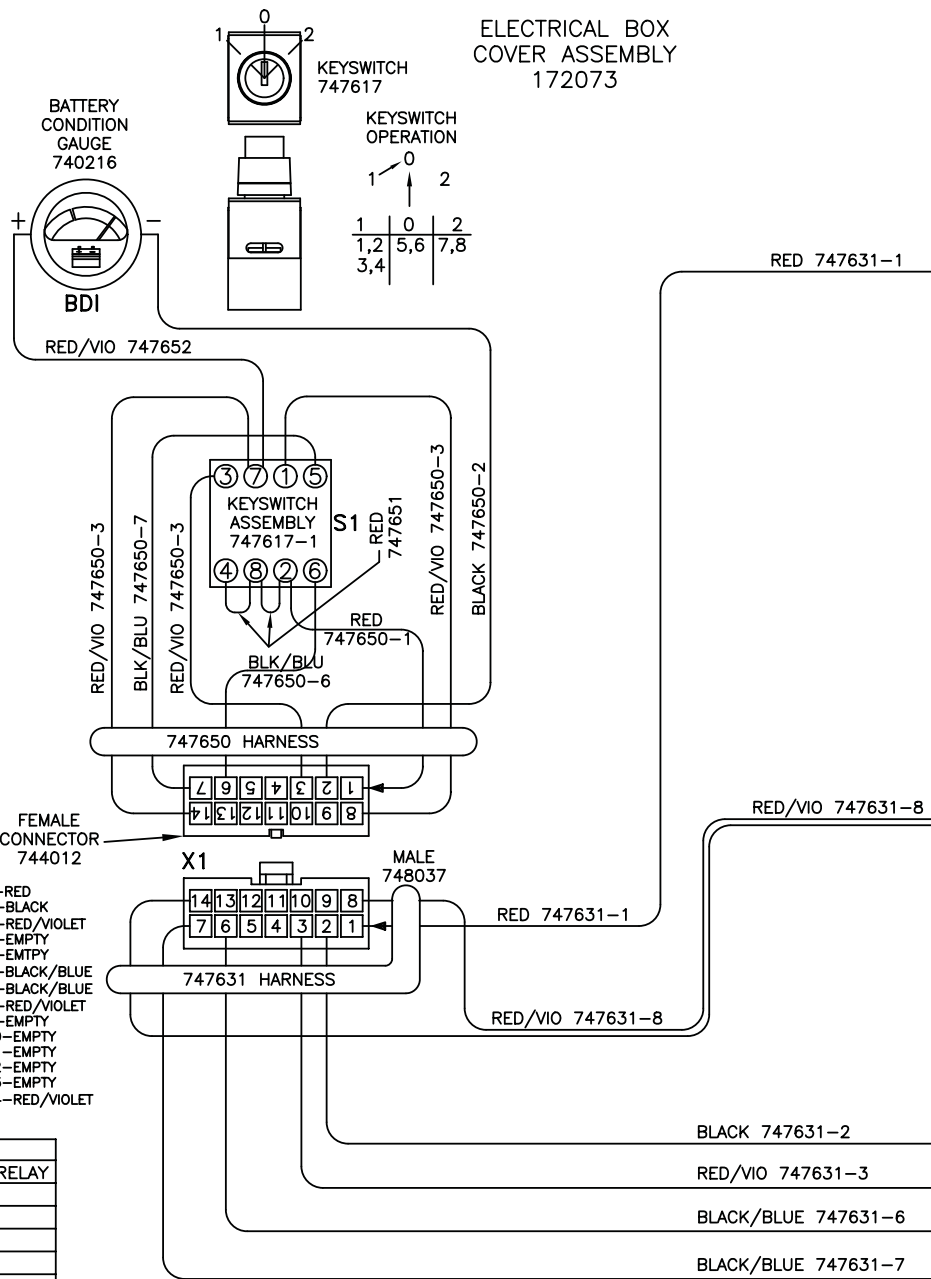 ELECTRICAL BOX
COVER ASSEMBLY
172073
0
1
2
KEYSWITCH
747617
BATTERY
CONDITION
GAUGE
740216
KEYSWITCH
OPERATION
0
1
2
1 0 2
1,2 5,6 7,8
3,4
+
−
BDI
RED 747631-1
RED/VIO 747652
RED/VIO 747650-3
BLK/BLU 747650-7
RED/VIO 747650-3
3 7 1 5
KEYSWITCH
ASSEMBLY
747617-1
S1
4 8 2 6
RED
747651
RED/VIO 747650-3
BLACK 747650-2
RED
747650-1
BLK/BLU
747650-6
747650 HARNESS
7 6 5 4 3 2 1
14 13 12 11 10 9 8
FEMALE
CONNECTOR
744012
X1
MALE
748037
14 13 12 11 10 9 8
7 6 5 4 3 2 1
747631 HARNESS
RED 747631-1
RED/VIO 747631-8
RED/VIO 747631-8
-RED
-BLACK
-RED/VIOLET
-EMPTY
-EMTPY
-BLACK/BLUE
-BLACK/BLUE
-RED/VIOLET
-EMPTY
-EMPTY
-EMPTY
-EMPTY
-EMPTY
-RED/VIOLET
RELAY
BLACK 747631-2
RED/VIO 747631-3
BLACK/BLUE 747631-6
BLACK/BLUE 747631-7